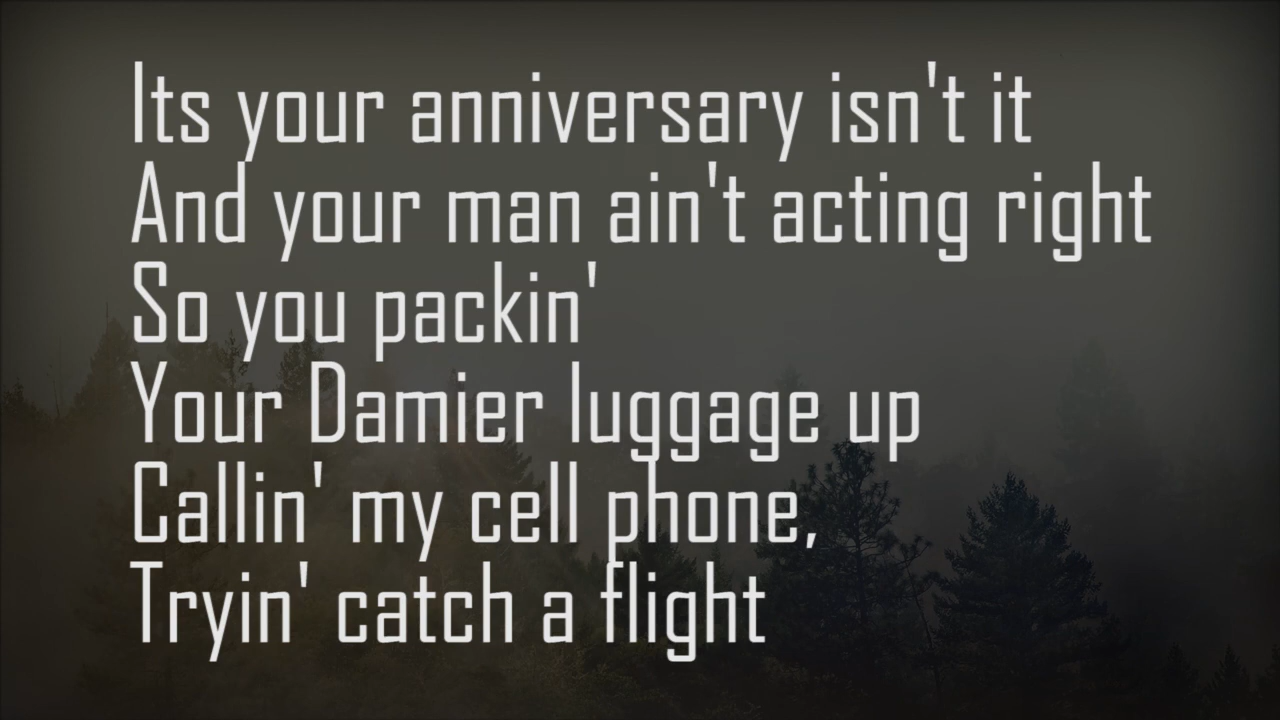 Its your anniversary isn't it
And your man ain't acting right
So you packin'
Your Damier luggage up
Callin' my cell phone,
Tryin' catch a flight